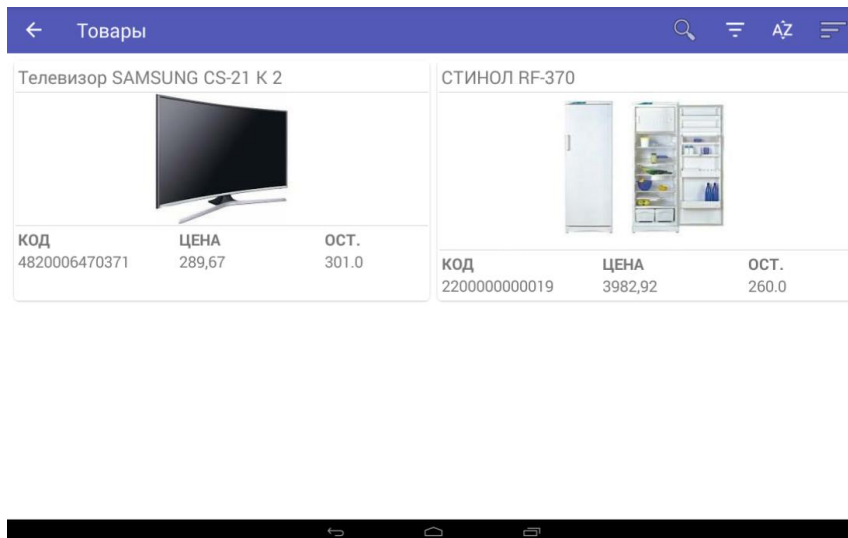 Товары
AZ
Телевизор SAMSUNG CS-21 К 2
КОД ЦЕНА ОСТ.
4820006470371 289,67 301.0
СТИНОЛ RF-370
КОД ЦЕНА ОСТ.
2200000000019 3982,92 260.0